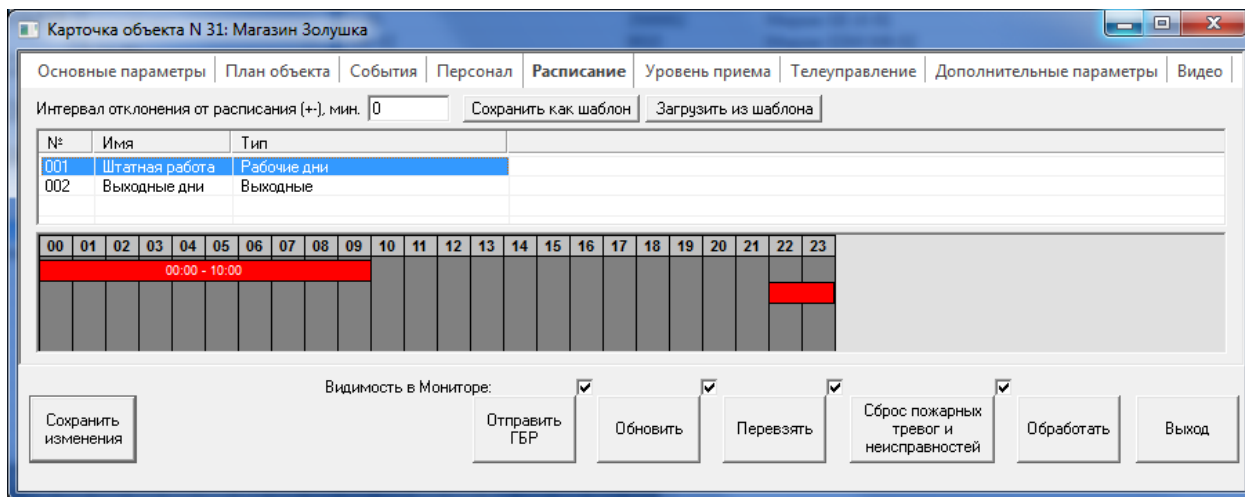 Карточка объекта N 31: Магазин Золушка
Основные параметры План объекта События Персонал Расписание Уровень приема Телеуправление Дополнительные параметры Видео
Интервал отклонения от расписания (+-), мин. 0 Сохранить как шаблон Загрузить из шаблона
№ Имя Тип
001 Штатная работа Рабочие дни
002 Выходные дни Выходные
00 01 02 03 04 05 06 07 08 09 10 11 12 13 14 15 16 17 18 19 20 21 22 23
00:00 - 10:00
Видимость в Мониторе:
Сохранить
изменения
Отправить
ГБР
Обновить
Перевзять
Сброс пожарных
тревог и
неисправностей
Обработать
Выход